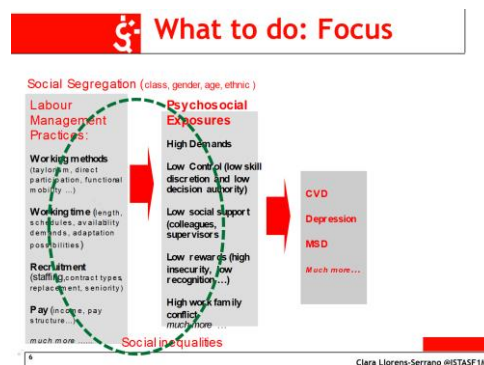 What to do: Focus
Social Segregation (class, gender, age, ethnic )
Labour
Management
Practices:
Working methods
(taylorism, direct
participation, functional
mobility ...)
Working time (length,
schedules, availability
demands, adaptation
possibilities)
Recruitment
(staffing, contract types,
replacement, seniority)
Pay (income, pay
structure...)
much more ......
Psychosocial
Exposures
High Demands
Low Control (low skill
discretion and low
decision authority)
Low social support
(colleagues,
supervisors
Low rewards (high
insecurity, low
recognition ...)
High work family
conflict
much more ...
CVD
Depression
MSD
Much more...
Social inequalities
6
Clara Llorens-Serrano @ISTASF1